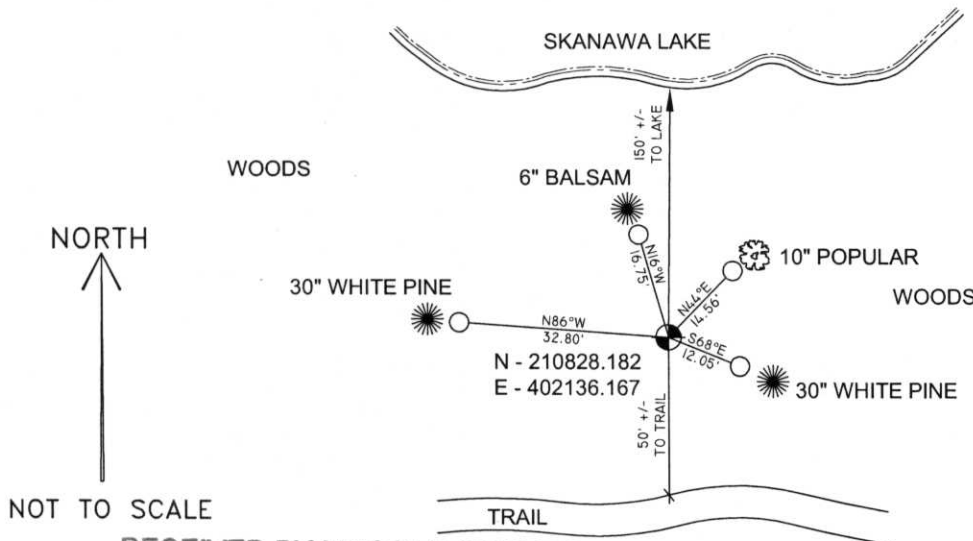 SKANAWA LAKE
150' +/-
TO LAKE
WOODS
6" BALSAM
NORTH
N16°W
16.75'
10" POPULAR
30" WHITE PINE
N44°E
14.56'
WOODS
N86°W
32.80'
S68°E
12.05'
N - 210828.182
E - 402136.167
30" WHITE PINE
50' +/-
TO TRAIL
NOT TO SCALE
TRAIL